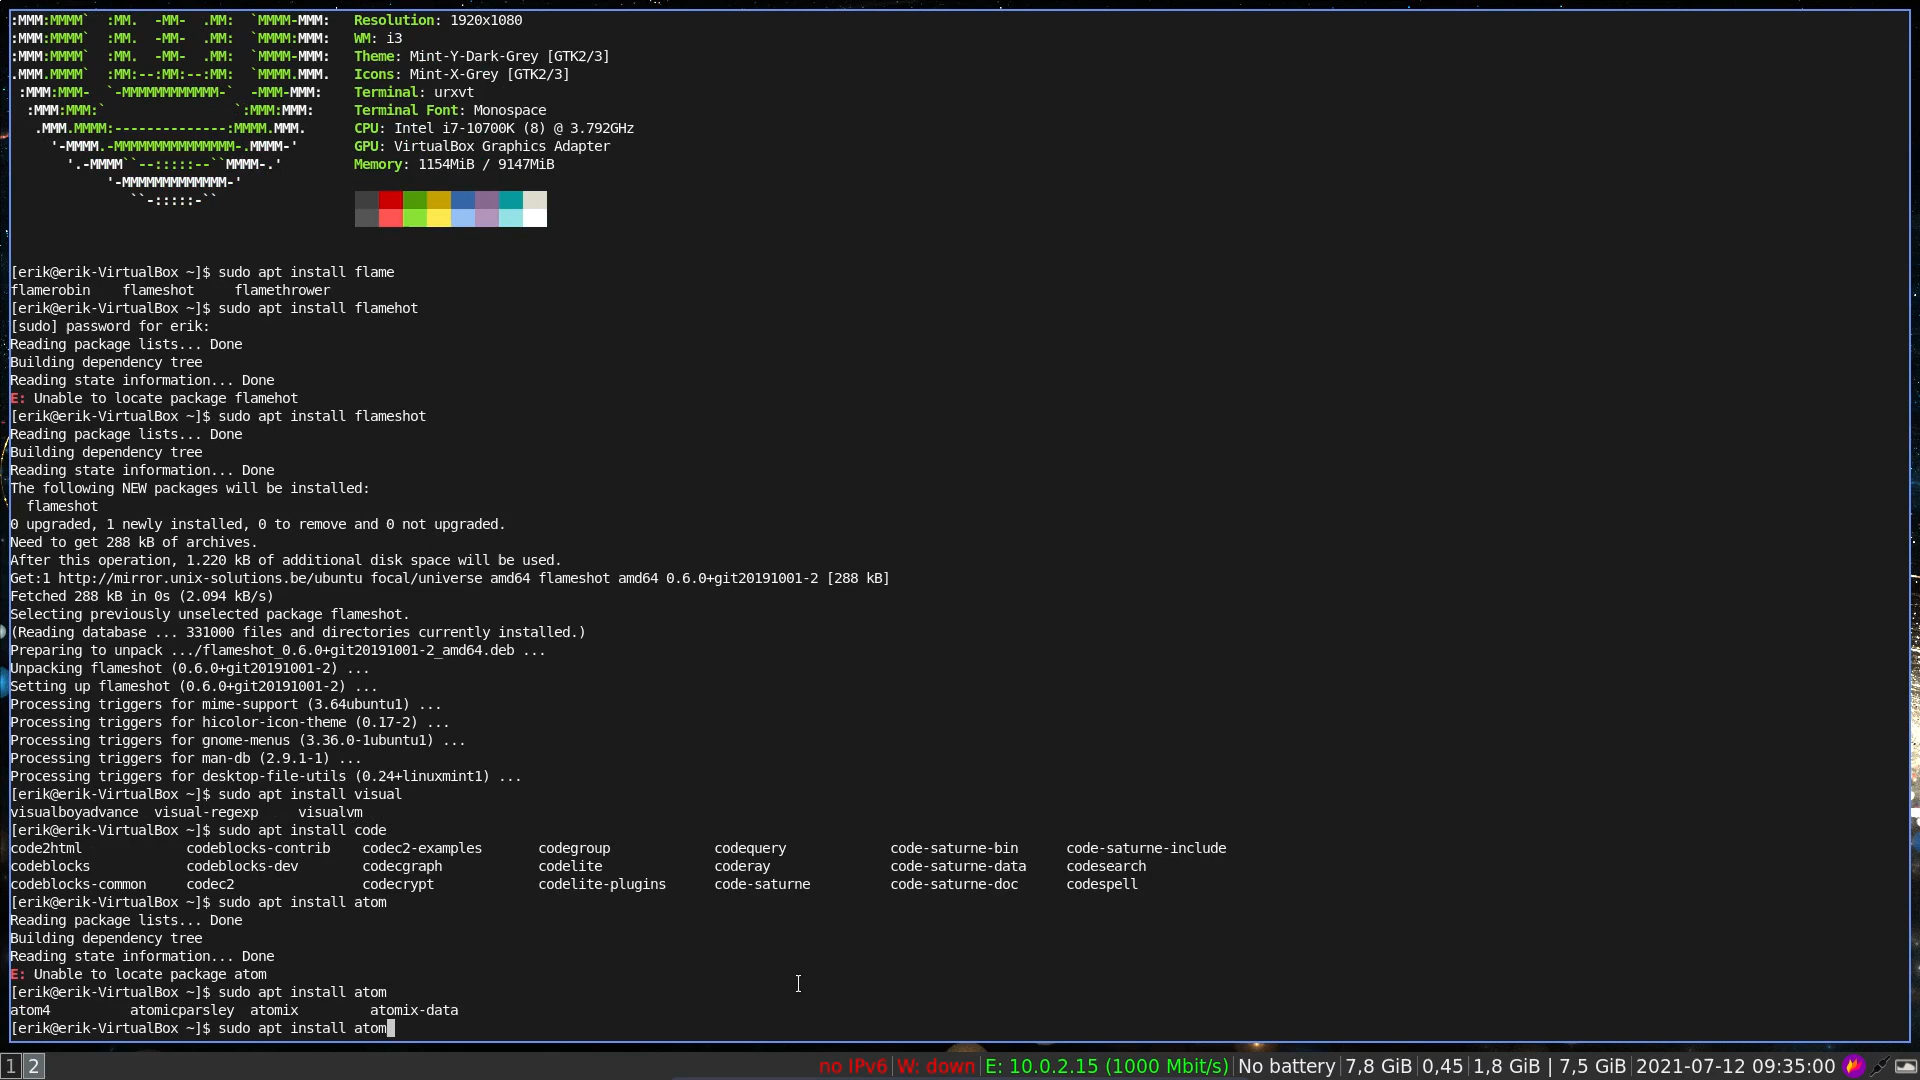 :MMM:MMMM`  :MM.  -MM-  .MM:  `MMMM-MMM:   Resolution: 1920x1080
:MMM:MMMM`  :MM.  -MM-  .MM:  `MMMM:MMM:   WM: i3
:MMM:MMMM`  :MM.  -MM-  .MM:  `MMMM-MMM:   Theme: Mint-Y-Dark-Grey [GTK2/3]
.MMM.MMMM`  :MM:--:MM:--:MM:  `MMMM.MMM.   Icons: Mint-X-Grey [GTK2/3]
 :MMM:MMM-  `-MMMMMMMMMMMM-`  -MMM-MMM:    Terminal: urxvt
  :MMM:MMM:`                `:MMM:MMM:     Terminal Font: Monospace
   .MMM.MMMM:--------------:MMMM.MMM.      CPU: Intel i7-10700K (8) @ 3.792GHz
     '-MMMM.-MMMMMMMMMMMMMMM-.MMMM-'       GPU: VirtualBox Graphics Adapter
       '.-MMMM``--:::::--``MMMM-.'         Memory: 1154MiB / 9147MiB
            '-MMMMMMMMMMMMM-'
               ``-:::::-``
[erik@erik-VirtualBox ~]$ sudo apt install flame
flamerobin    flameshot     flamethrower
[erik@erik-VirtualBox ~]$ sudo apt install flamehot
[sudo] password for erik:
Reading package lists... Done
Building dependency tree
Reading state information... Done
E: Unable to locate package flamehot
[erik@erik-VirtualBox ~]$ sudo apt install flameshot
Reading package lists... Done
Building dependency tree
Reading state information... Done
The following NEW packages will be installed:
  flameshot
0 upgraded, 1 newly installed, 0 to remove and 0 not upgraded.
Need to get 288 kB of archives.
After this operation, 1.220 kB of additional disk space will be used.
Get:1 http://mirror.unix-solutions.be/ubuntu focal/universe amd64 flameshot amd64 0.6.0+git20191001-2 [288 kB]
Fetched 288 kB in 0s (2.094 kB/s)
Selecting previously unselected package flameshot.
(Reading database ... 331000 files and directories currently installed.)
Preparing to unpack .../flameshot_0.6.0+git20191001-2_amd64.deb ...
Unpacking flameshot (0.6.0+git20191001-2) ...
Setting up flameshot (0.6.0+git20191001-2) ...
Processing triggers for mime-support (3.64ubuntu1) ...
Processing triggers for hicolor-icon-theme (0.17-2) ...
Processing triggers for gnome-menus (3.36.0-1ubuntu1) ...
Processing triggers for man-db (2.9.1-1) ...
Processing triggers for desktop-file-utils (0.24+linuxmint1) ...
[erik@erik-VirtualBox ~]$ sudo apt install visual
visualboyadvance  visual-regexp     visualvm
[erik@erik-VirtualBox ~]$ sudo apt install code
code2html             codeblocks-contrib    codec2-examples       codegroup             codequery             code-saturne-bin      code-saturne-include
codeblocks            codeblocks-dev        codecgraph            codelite              coderay               code-saturne-data     codesearch
codeblocks-common     codec2                codecrypt             codelite-plugins      code-saturne          code-saturne-doc      codespell
[erik@erik-VirtualBox ~]$ sudo apt install atom
Reading package lists... Done
Building dependency tree
Reading state information... Done
E: Unable to locate package atom
[erik@erik-VirtualBox ~]$ sudo apt install atom
atom4          atomicparsley  atomix         atomix-data
[erik@erik-VirtualBox ~]$ sudo apt install atom
1 2 no IPv6|W: down|E: 10.0.2.15 (1000 Mbit/s)|No battery|7,8 GiB|0,45|1,8 GiB | 7,5 GiB|2021-07-12 09:35:00